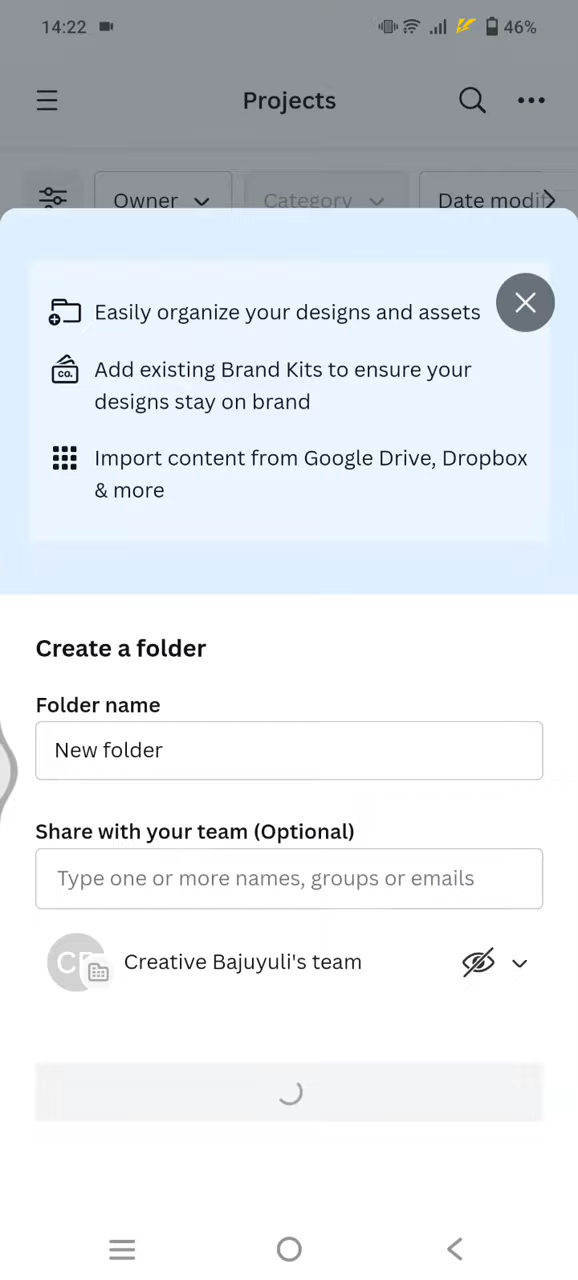 14:22
46%
Projects
Owner
Category
Date modif
Easily organize your designs and assets
CO.
Add existing Brand Kits to ensure your
designs stay on brand
Import content from Google Drive, Dropbox
& more
Create a folder
Folder name
New folder
Share with your team (Optional)
Type one or more names, groups or emails
Creative Bajuyuli's team